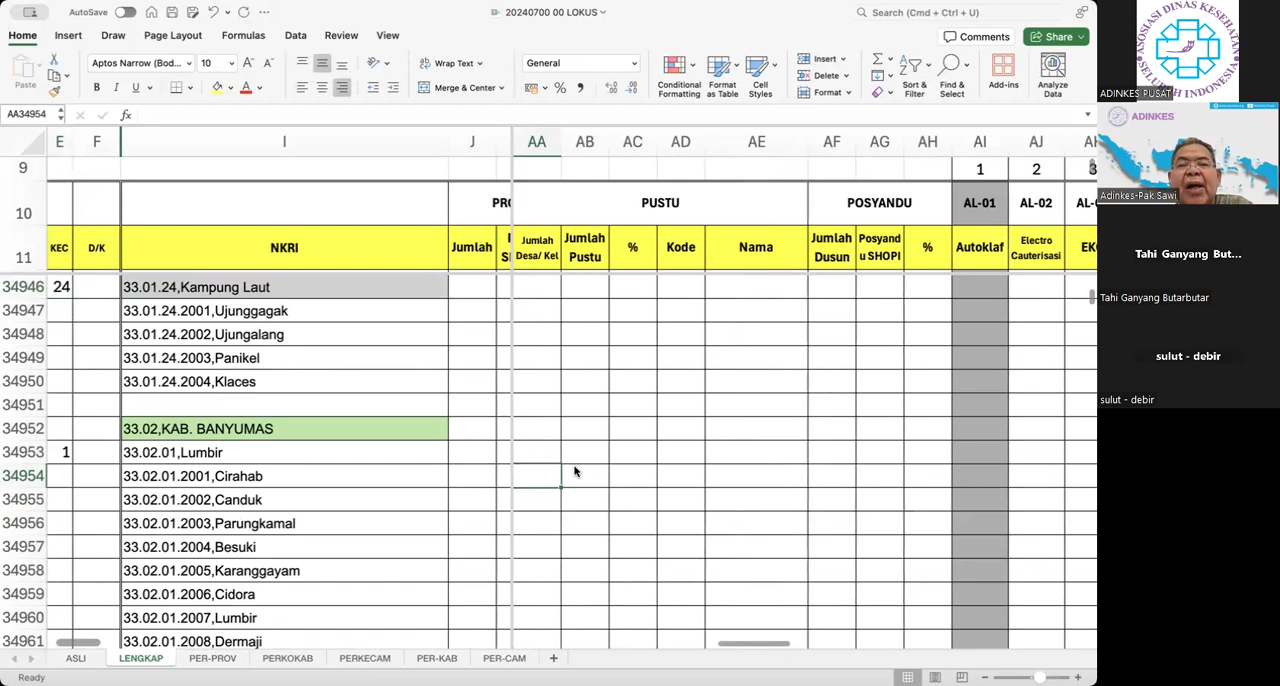 AutoSave
20240700 00 LOKUS
Search (Cmd + Ctrl + U)
Home Insert Draw Page Layout Formulas Data Review View
Comments Share
Paste
Aptos Narrow (Bod... 10
Wrap Text
Merge & Center
General
Conditional Formatting
Format as Table
Cell Styles
Insert
Delete
Format
Sort & Filter
Find & Select
Add-ins
Analyze Data
AA34954
fx
E F I J AA AB AC AD AE AF AG AH AI AJ
9 1 2 3
10 PRO PUSTU POSYANDU AL-01 AL-02
11 KEC D/K NKRI Jumlah Jumlah Desa/ Kel Jumlah Pustu % Kode Nama Jumlah Dusun Posyand u SHOPI % Autoklaf Electro Cauterisasi EK
34946 24 33.01.24,Kampung Laut
34947 33.01.24.2001,Ujunggagak
34948 33.01.24.2002,Ujungalang
34949 33.01.24.2003,Panikel
34950 33.01.24.2004,Klaces
34951
34952 33.02,KAB. BANYUMAS
34953 1 33.02.01,Lumbir
34954 33.02.01.2001,Cirahab
34955 33.02.01.2002,Canduk
34956 33.02.01.2003,Parungkamal
34957 33.02.01.2004,Besuki
34958 33.02.01.2005,Karanggayam
34959 33.02.01.2006,Cidora
34960 33.02.01.2007,Lumbir
34961 33.02.01.2008,Dermaji
ASLI LENGKAP PER-PROV PERKOKAB PERKECAM PER-KAB PER-CAM
Ready
ASOSIASI DINAS KESEHATAN
SELURUH INDONESIA
ADINKES PUSAT
ADINKES
Adinkes-Pak Sawi
Tahi Ganyang But...
Tahi Ganyang Butarbutar
sulut - debir
sulut - debir